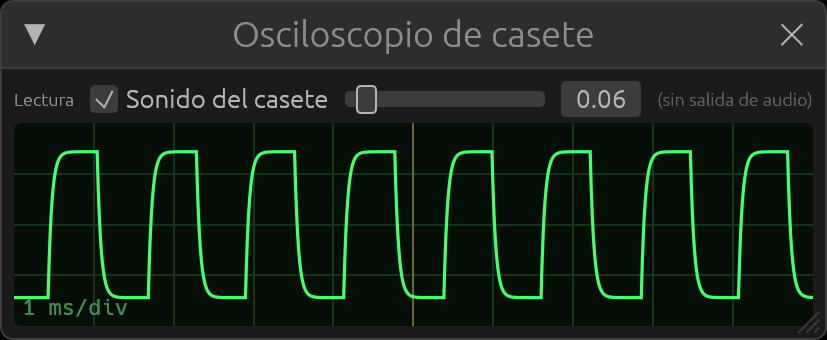 Osciloscopio de casete
Lectura Sonido del casete 0.06 (sin salida de audio)
1 ms/div